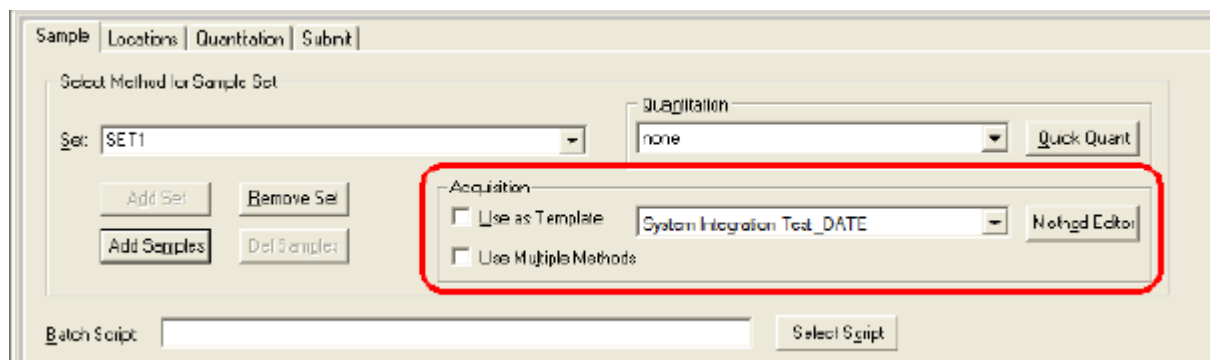 Sample Locations Quantitation Submit
Select Method for Sample Set
Quantitation
Set: SET1
none
Quick Quant
Add Set
Remove Set
Acquisition
Use as Template
System Integration Test_DATE
Method Editor
Add Samples
Del Samples
Use Multiple Methods
Batch Script
Select Script